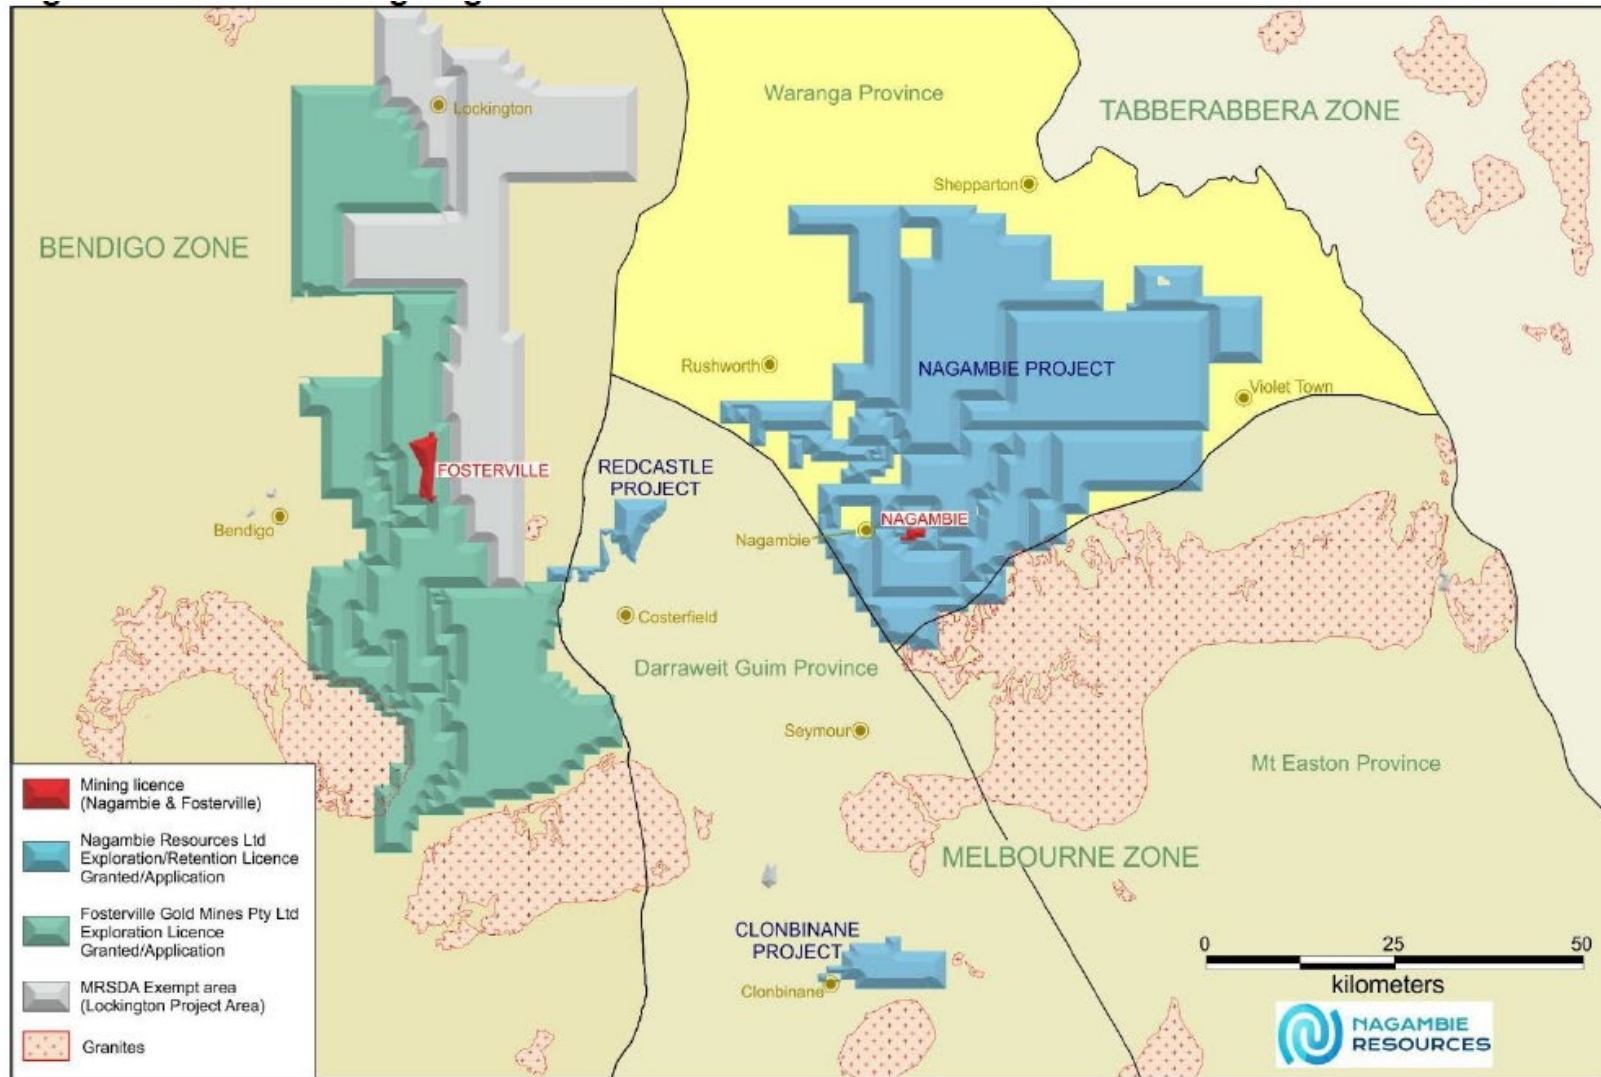 Lockington
Waranga Province
TABBERABBERA ZONE
Shepparton
BENDIGO ZONE
Rushworth
NAGAMBIE PROJECT
Violet Town
FOSTERVILLE
REDCASTLE
PROJECT
Bendigo
NAGAMBIE
Nagambie
Costerfield
Darraweit Guim Province
Seymour
Mt Easton Province
MELBOURNE ZONE
CLONBINANE
PROJECT
Clonbinane
Mining licence
(Nagambie & Fosterville)
Nagambie Resources Ltd
Exploration/Retention Licence
Granted/Application
Fosterville Gold Mines Pty Ltd
Exploration Licence
Granted/Application
MRSDA Exempt area
(Lockington Project Area)
Granites
0 25 50
kilometers
NAGAMBIE
RESOURCES